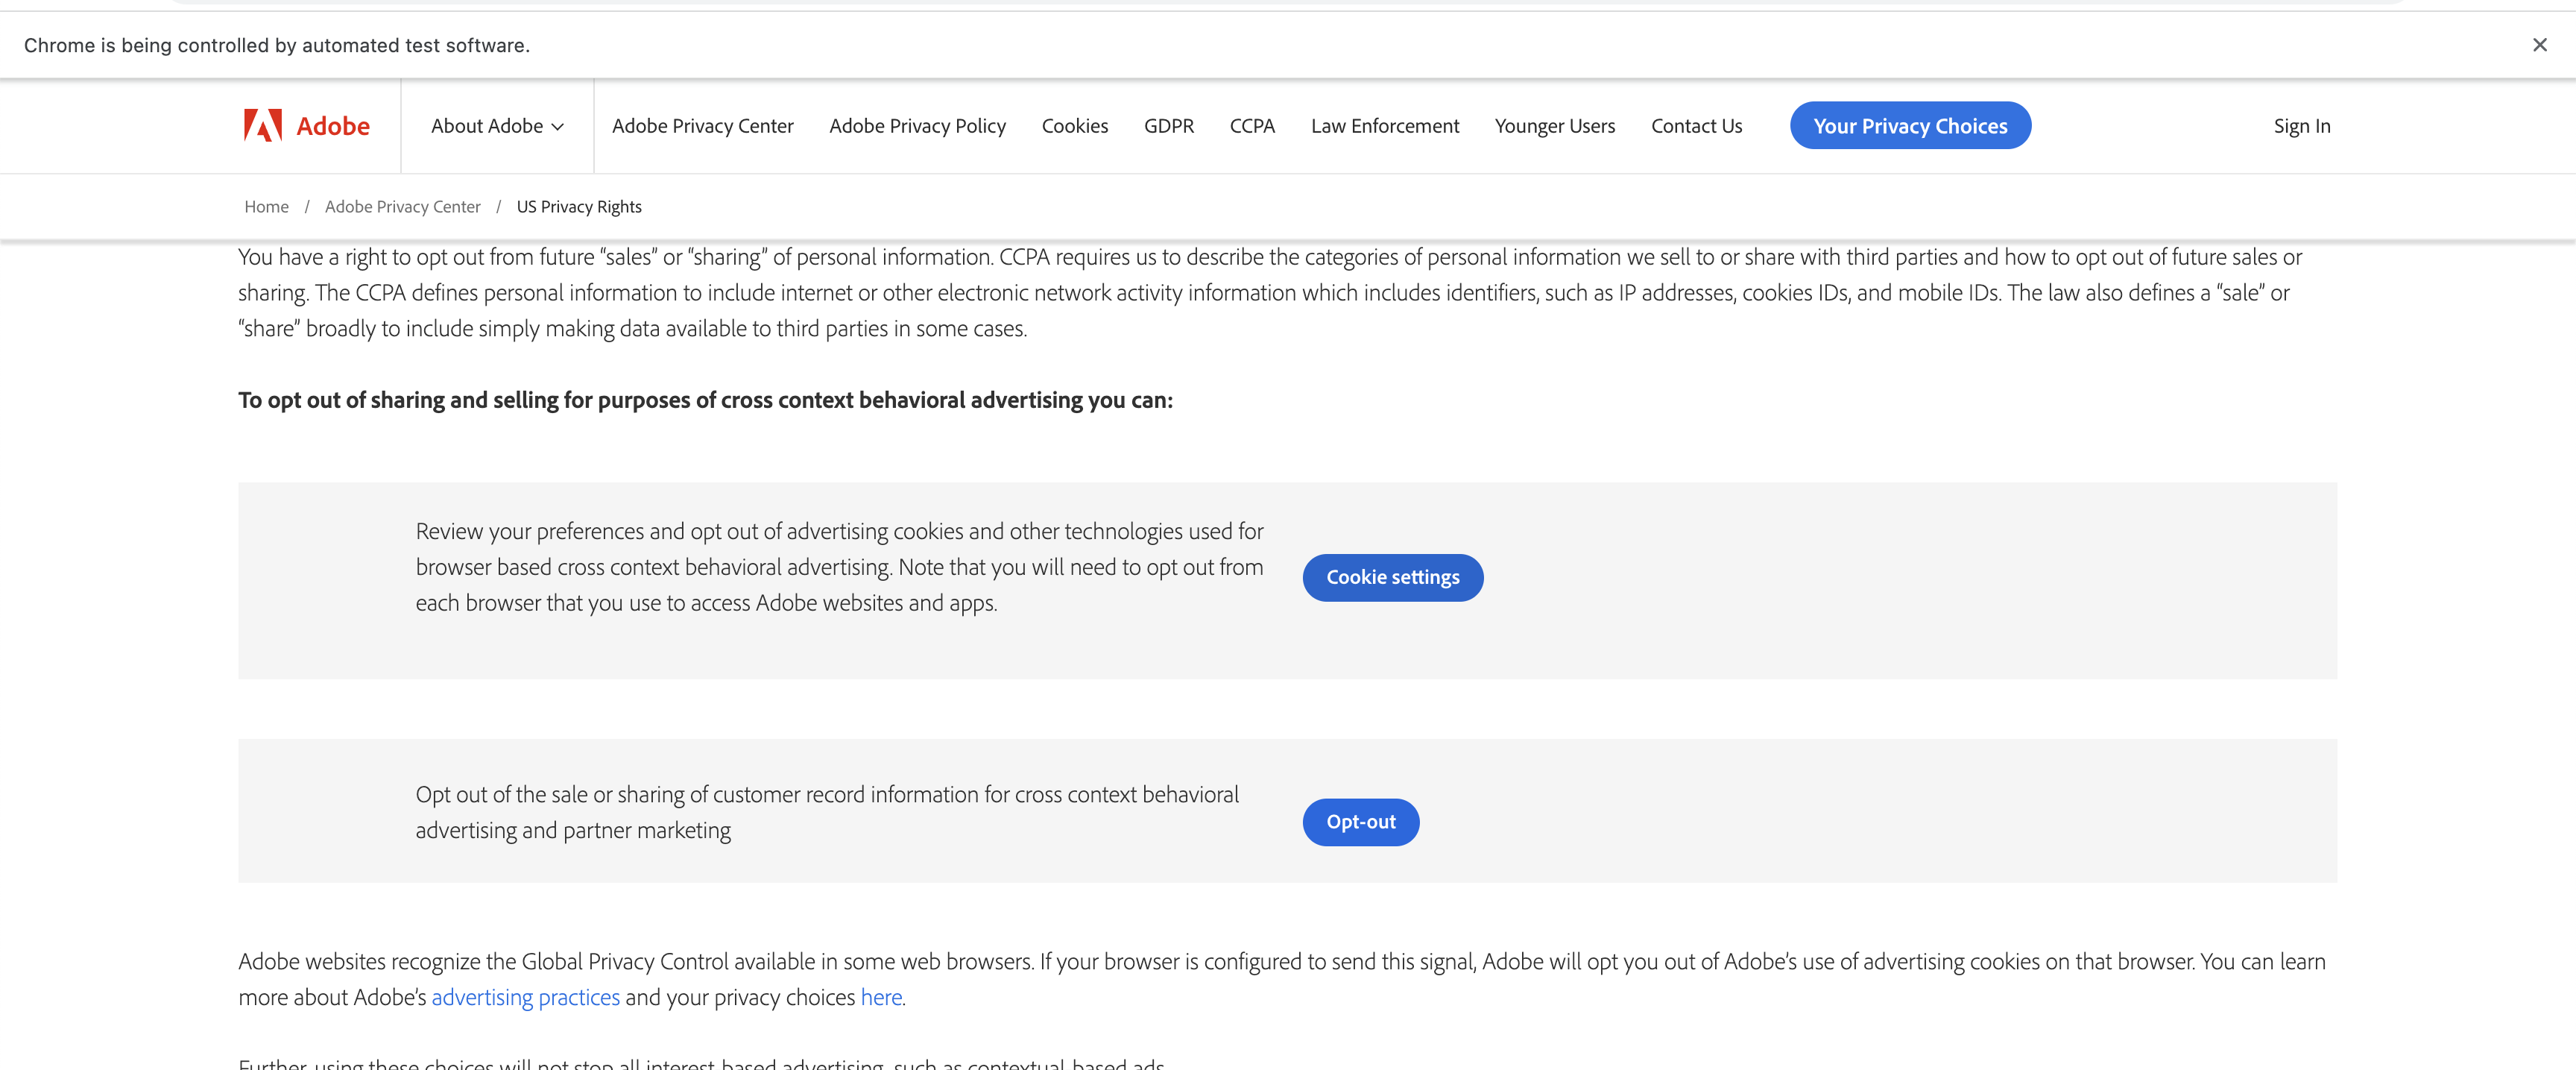 Chrome is being controlled by automated test software.
Adobe
About Adobe
Adobe Privacy Center
Adobe Privacy Policy
Cookies
GDPR
CCPA
Law Enforcement
Younger Users
Contact Us
Your Privacy Choices
Sign In
Home / Adobe Privacy Center / US Privacy Rights
You have a right to opt out from future “sales” or “sharing” of personal information. CCPA requires us to describe the categories of personal information we sell to or share with third parties and how to opt out of future sales or
sharing. The CCPA defines personal information to include internet or other electronic network activity information which includes identifiers, such as IP addresses, cookies IDs, and mobile IDs. The law also defines a “sale” or
“share” broadly to include simply making data available to third parties in some cases.
To opt out of sharing and selling for purposes of cross context behavioral advertising you can:
Review your preferences and opt out of advertising cookies and other technologies used for
browser based cross context behavioral advertising. Note that you will need to opt out from
each browser that you use to access Adobe websites and apps.
Cookie settings
Opt out of the sale or sharing of customer record information for cross context behavioral
advertising and partner marketing
Opt-out
Adobe websites recognize the Global Privacy Control available in some web browsers. If your browser is configured to send this signal, Adobe will opt you out of Adobe’s use of advertising cookies on that browser. You can learn
more about Adobe’s advertising practices and your privacy choices here.
Further, using these choices will not stop all interest-based advertising, such as contextual-based ads.